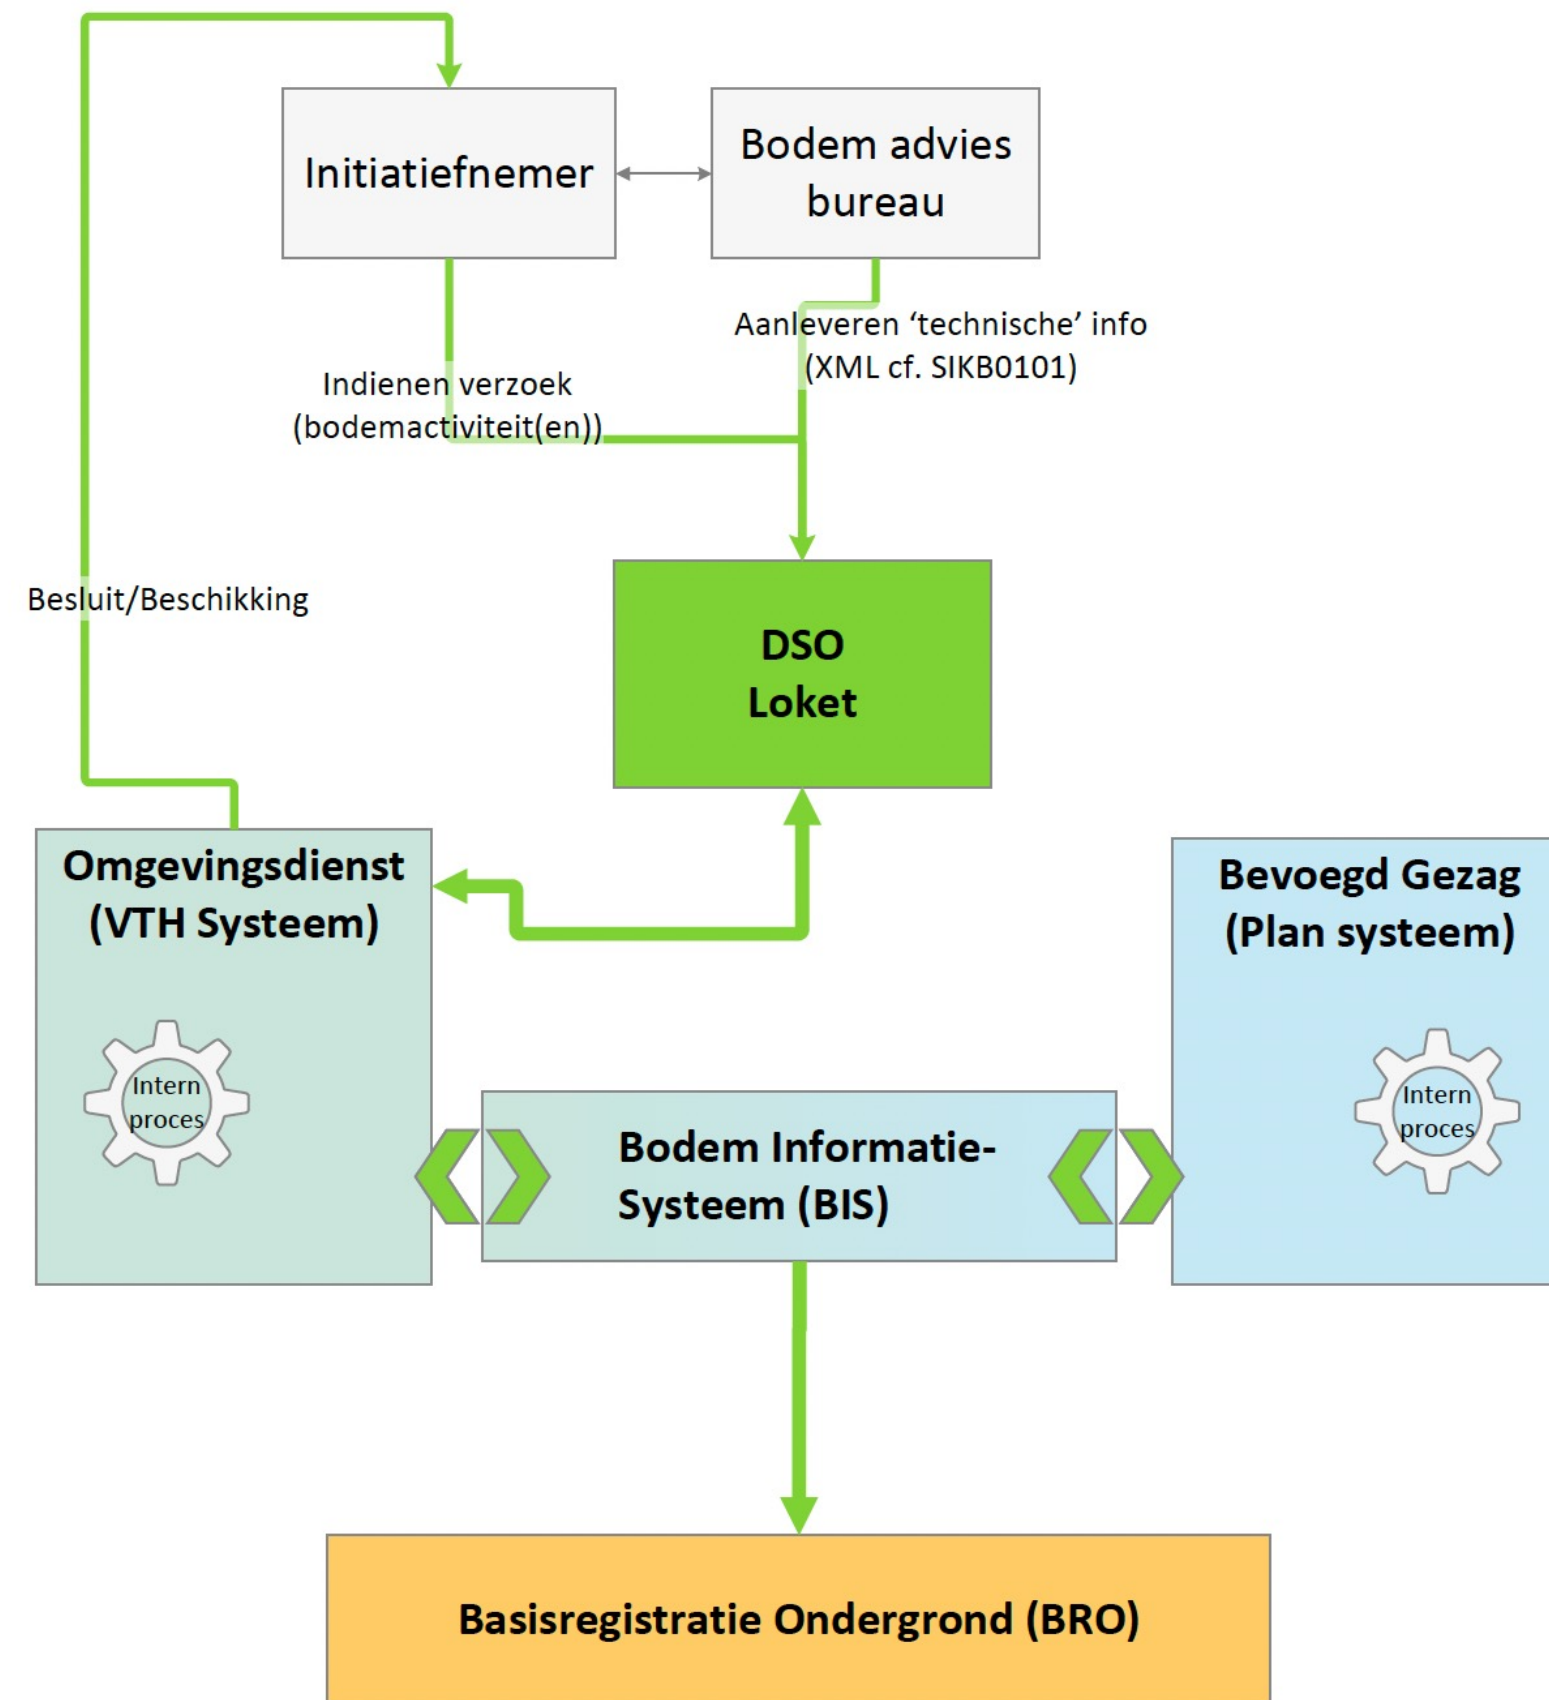 Initiatiefnemer
Bodem advies
bureau
Aanleveren ‘technische’ info
(XML cf. SIKB0101)
Indienen verzoek
(bodemactiviteit(en))
Besluit/Beschikking
DSO
Loket
Omgevingsdienst
(VTH Systeem)
Intern
proces
Bevoegd Gezag
(Plan systeem)
Intern
proces
Bodem Informatie-
Systeem (BIS)
Basisregistratie Ondergrond (BRO)